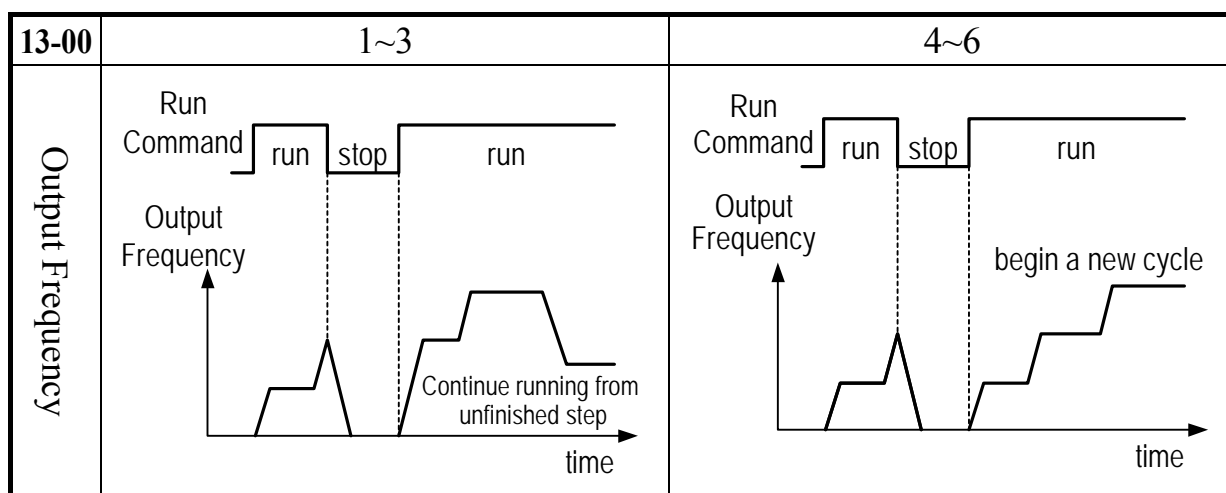 13-00
1~3
4~6
Output Frequency
Run
Command
run
stop
run
Output
Frequency
Continue running from
unfinished step
time
Run
Command
run
stop
run
Output
Frequency
begin a new cycle
time